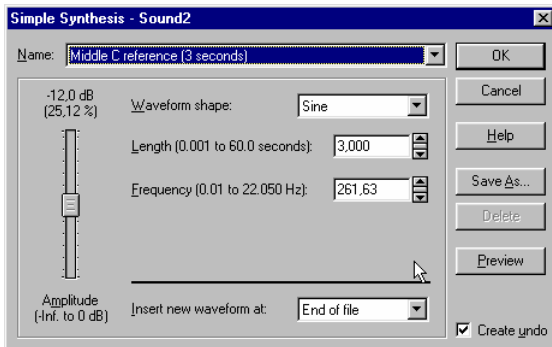 Simple Synthesis - Sound2
Name: Middle C reference (3 seconds)
OK
-12,0 dB
(25,12 %)
Waveform shape: Sine
Cancel
Length (0.001 to 60.0 seconds): 3,000
Help
Frequency (0.01 to 22.050 Hz): 261,63
Save As...
Delete
Preview
Amplitude
(-Inf. to 0 dB)
Insert new waveform at: End of file
Create undo